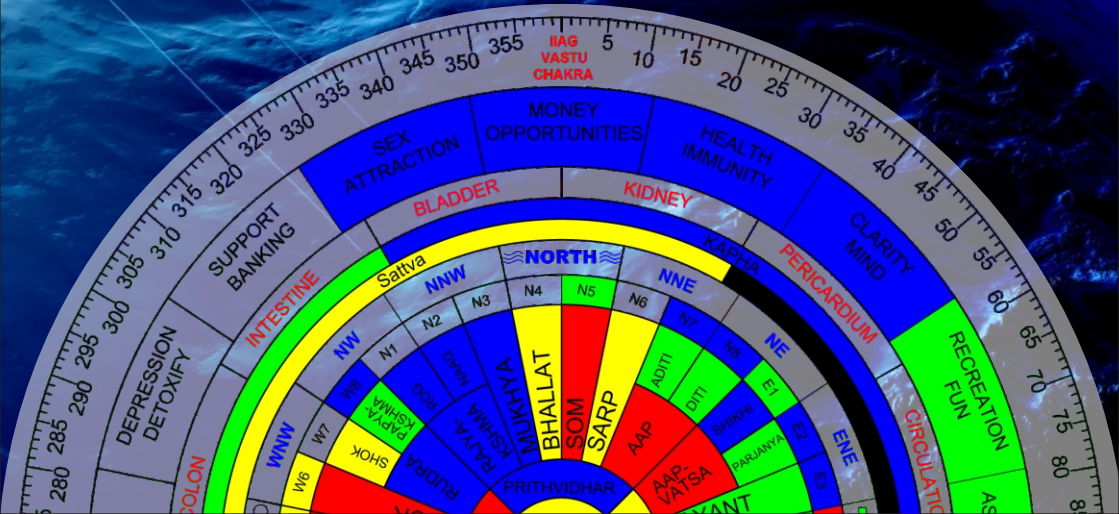 IIAG
VASTU
CHAKRA
275
280
285
290
295
300
305
310
315
320
325
330
335
340
345
350
355
5
10
15
20
25
30
35
40
45
50
55
60
65
70
75
80
DEPRESSION
DETOXIFY
SUPPORT
BANKING
SEX
ATTRACTION
MONEY
OPPORTUNITIES
HEALTH
IMMUNITY
CLARITY
MIND
RECREATION
FUN
COLON
INTESTINE
BLADDER
KIDNEY
PERICARDIUM
Sattva
KAPHA
WNW
NW
NNW
NORTH
NNE
NE
ENE
W6
W7
W8
N1
N2
N3
N4
N5
N6
N7
N8
E1
E2
E3
SHOK
PAPYA-
KSHMA
ROG
NAAG
MUKHYA
BHALLAT
SOM
SARP
ADITI
DITI
SHIKHI
PARJANYA
RUDRA
RAJYA-
KSHMA
AAP
AAP-
VATSA
PRITHVIDHAR